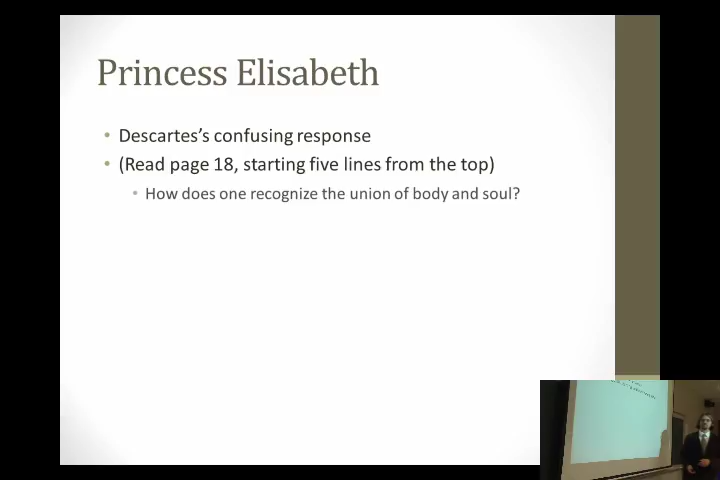 Princess Elisabeth
• Descartes's confusing response
• (Read page 18, starting five lines from the top)
• How does one recognize the union of body and soul?